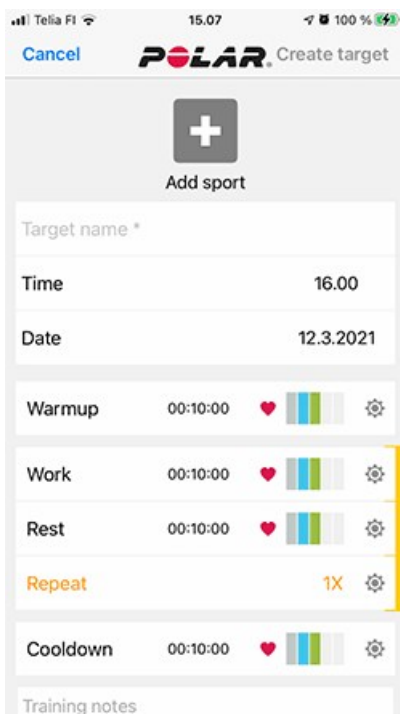 Telia FI 15.07 100 %
Cancel POLAR. Create target
Add sport
Target name *
Time 16.00
Date 12.3.2021
Warmup 00:10:00
Work 00:10:00
Rest 00:10:00
Repeat 1X
Cooldown 00:10:00
Training notes